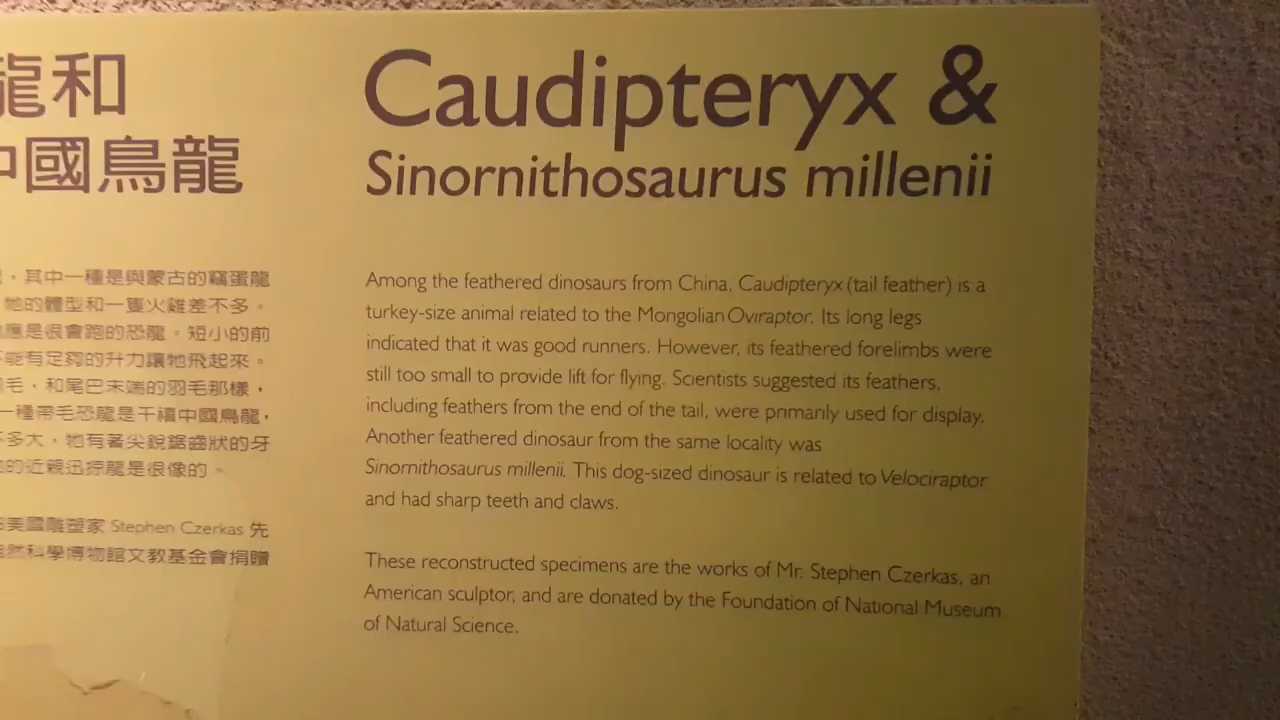 龍和
中國鳥龍
，其中一種是與蒙古的竊蛋龍
牠的體型和一隻火雞差不多。
應是很會跑的恐龍。短小的前
能有足夠的升力讓牠飛起來。
毛，和尾巴末端的羽毛那樣，
一種帶毛恐龍是千禧中國鳥龍，
不多大，牠有著尖銳鋸齒狀的牙
的近親迅掠龍是很像的。
美國雕塑家 Stephen Czerkas 先
然科學博物館文教基金會捐贈
Caudipteryx &
Sinornithosaurus millenii
Among the feathered dinosaurs from China, Caudipteryx (tail feather) is a
turkey-size animal related to the Mongolian Oviraptor. Its long legs
indicated that it was good runners. However, its feathered forelimbs were
still too small to provide lift for flying. Scientists suggested its feathers,
including feathers from the end of the tail, were primarily used for display.
Another feathered dinosaur from the same locality was
Sinornithosaurus millenii. This dog-sized dinosaur is related to Velociraptor
and had sharp teeth and claws.
These reconstructed specimens are the works of Mr. Stephen Czerkas, an
American sculptor, and are donated by the Foundation of National Museum
of Natural Science.